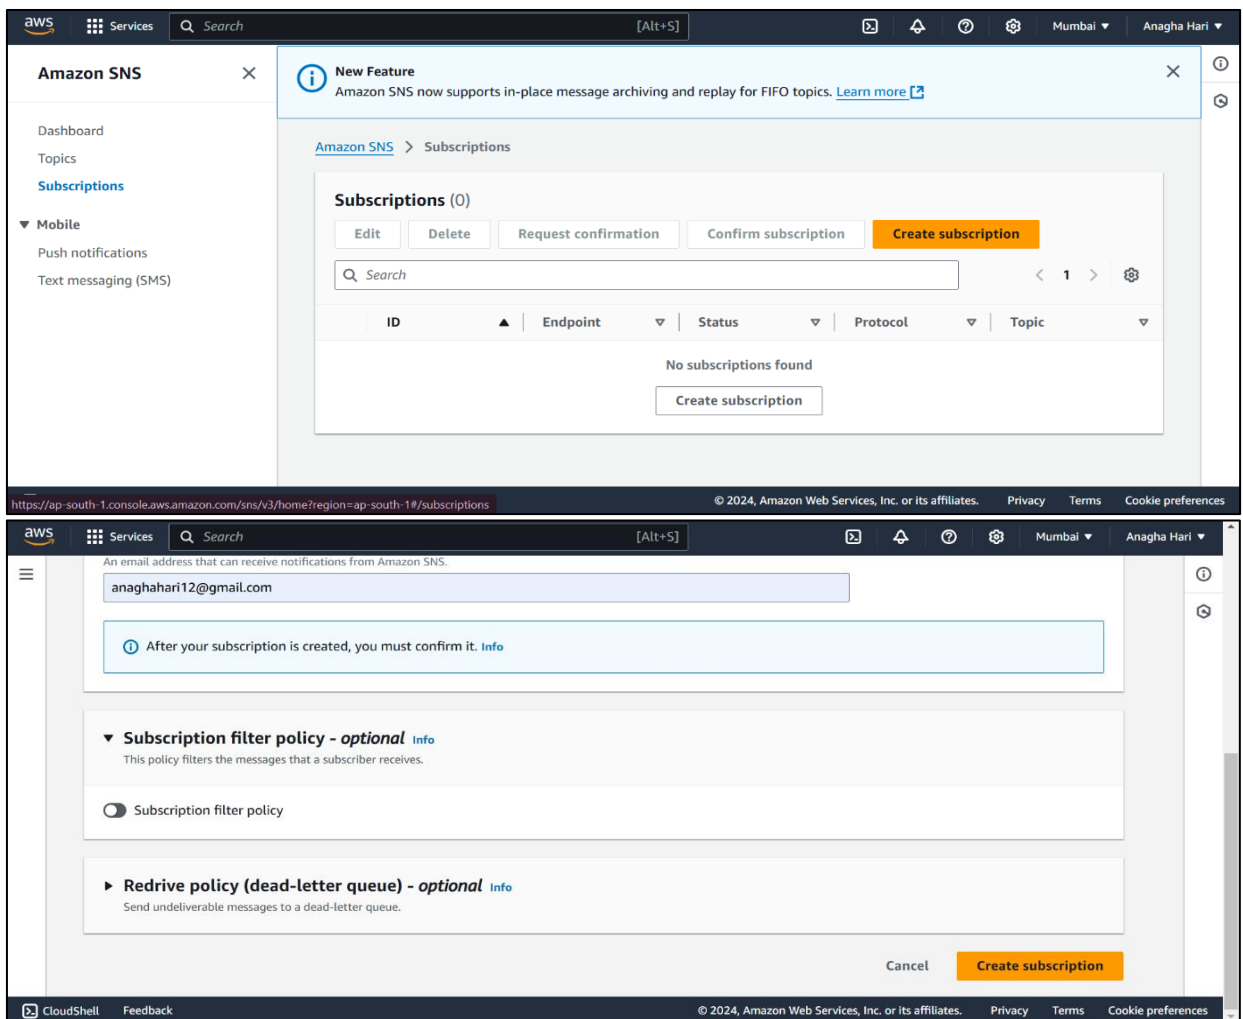 aws Services Search [Alt+S] Mumbai ▼ Anagha Hari ▼
Amazon SNS
New Feature
Amazon SNS now supports in-place message archiving and replay for FIFO topics. Learn more
Dashboard
Topics
Subscriptions
Mobile
Push notifications
Text messaging (SMS)
Amazon SNS > Subscriptions
Subscriptions (0)
Edit Delete Request confirmation Confirm subscription Create subscription
Search < 1 >
ID Endpoint Status Protocol Topic
No subscriptions found
Create subscription
https://ap-south-1.console.aws.amazon.com/sns/v3/home?region=ap-south-1#/subscriptions © 2024, Amazon Web Services, Inc. or its affiliates. Privacy Terms Cookie preferences
aws Services Search [Alt+S] Mumbai ▼ Anagha Hari ▼
An email address that can receive notifications from Amazon SNS.
anaghahari12@gmail.com
After your subscription is created, you must confirm it. Info
Subscription filter policy - optional Info
This policy filters the messages that a subscriber receives.
Subscription filter policy
Redrive policy (dead-letter queue) - optional Info
Send undeliverable messages to a dead-letter queue.
Cancel Create subscription
CloudShell Feedback © 2024, Amazon Web Services, Inc. or its affiliates. Privacy Terms Cookie preferences